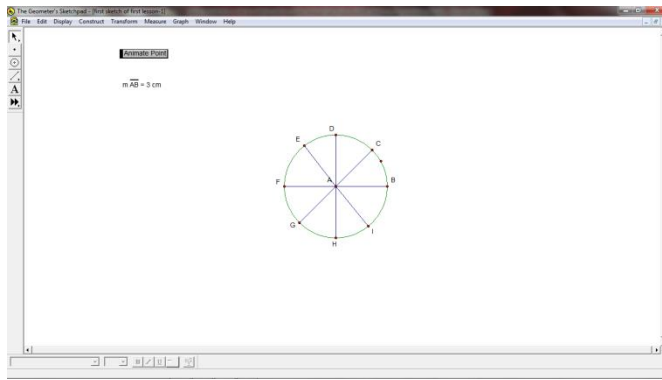 The Geometer's Sketchpad - [first sketch of first lesson-1]
File Edit Display Construct Transform Measure Graph Window Help
Animate Point
m AB = 3 cm
A
D
E
C
F
A
B
G
I
H
B
U